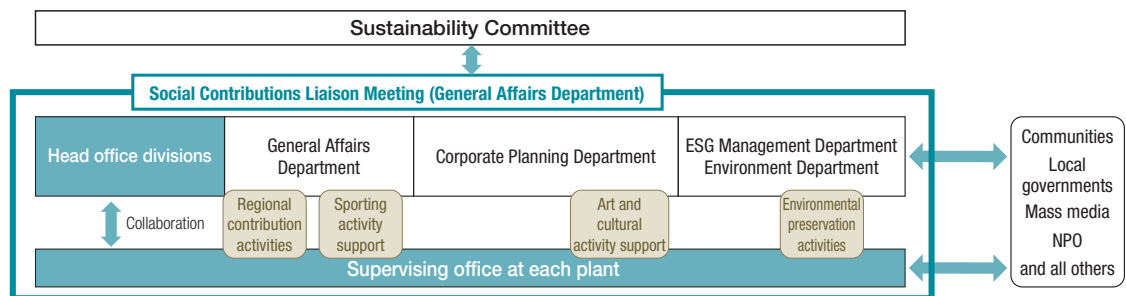 Sustainability Committee
Social Contributions Liaison Meeting (General Affairs Department)
Head office divisions
General Affairs
Department
Corporate Planning Department
ESG Management Department
Environment Department
Communities
Local
governments
Mass media
NPO
and all others
Collaboration
Regional
contribution
activities
Sporting
activity
support
Art and
cultural
activity support
Environmental
preservation
activities
Supervising office at each plant